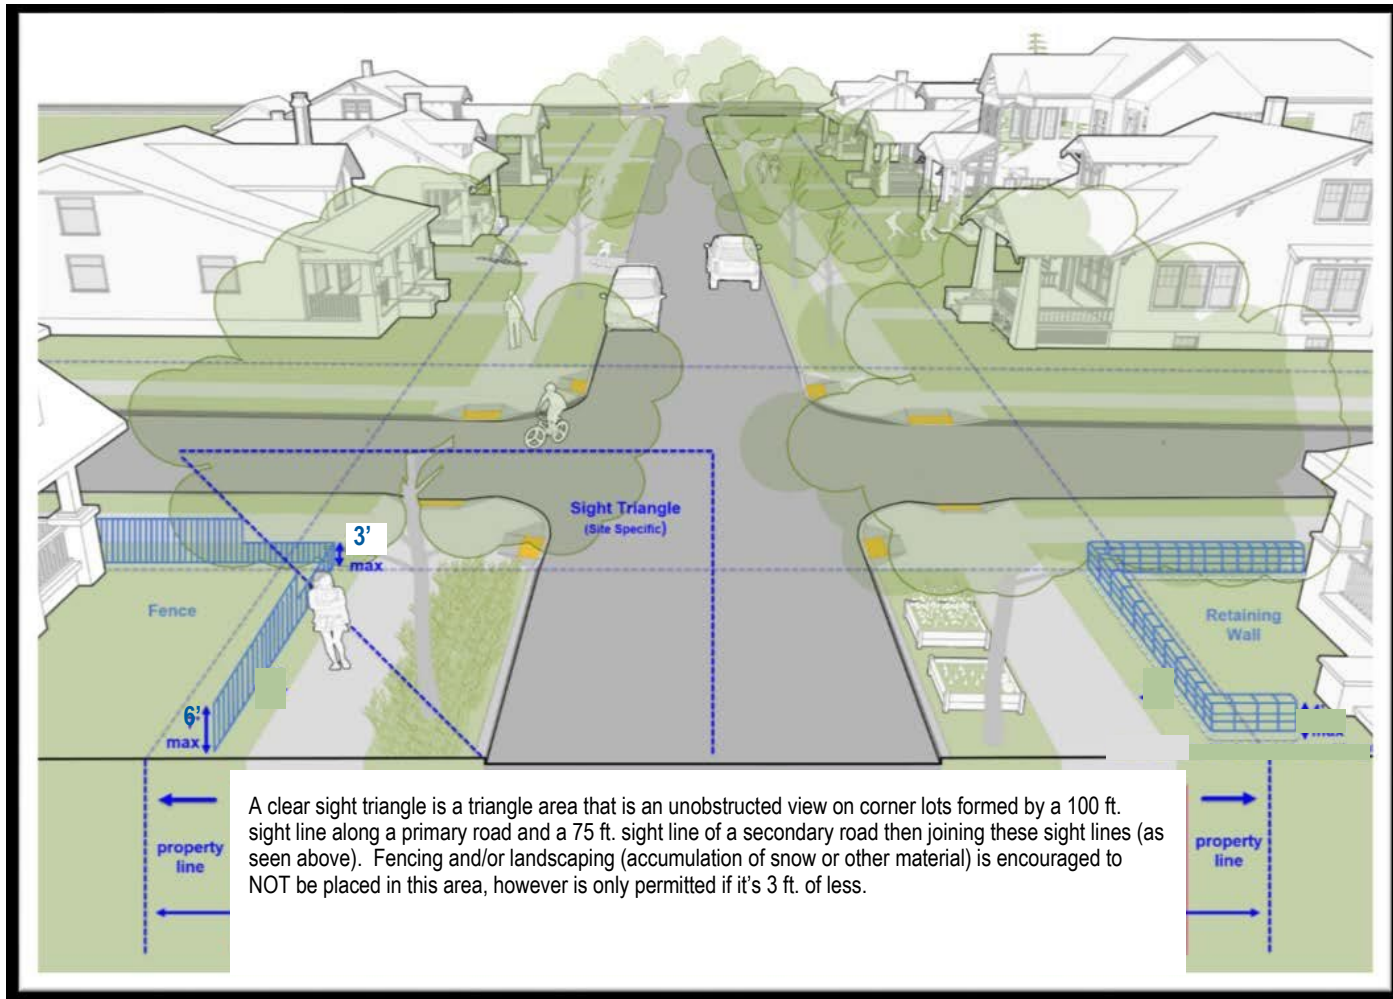 Sight Triangle
(Site Specific)
3’
max
Fence
Retaining
Wall
6’
max
property
line
A clear sight triangle is a triangle area that is an unobstructed view on corner lots formed by a 100 ft.
sight line along a primary road and a 75 ft. sight line of a secondary road then joining these sight lines (as
seen above). Fencing and/or landscaping (accumulation of snow or other material) is encouraged to
NOT be placed in this area, however is only permitted if it’s 3 ft. of less.
property
line